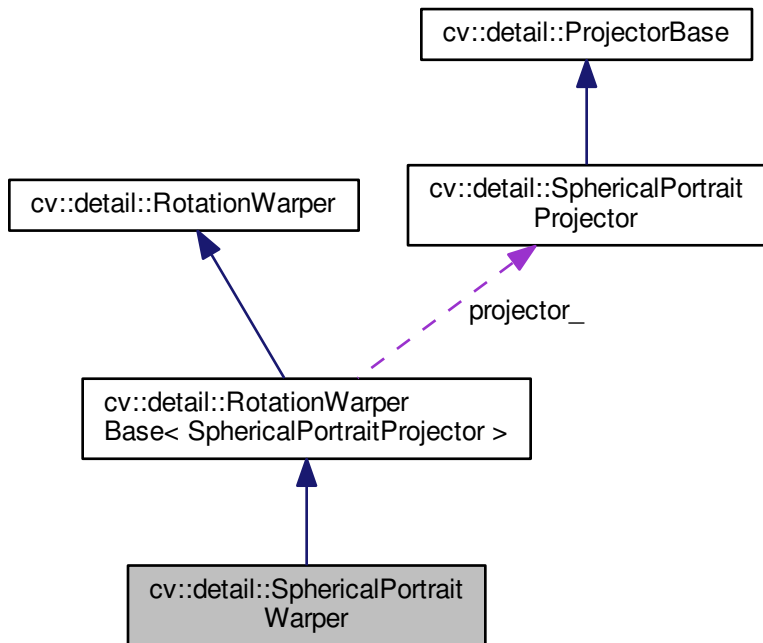 cv::detail::ProjectorBase
cv::detail::SphericalPortrait
Projector
cv::detail::RotationWarper
projector_
cv::detail::RotationWarper
Base< SphericalPortraitProjector >
cv::detail::SphericalPortrait
Warper